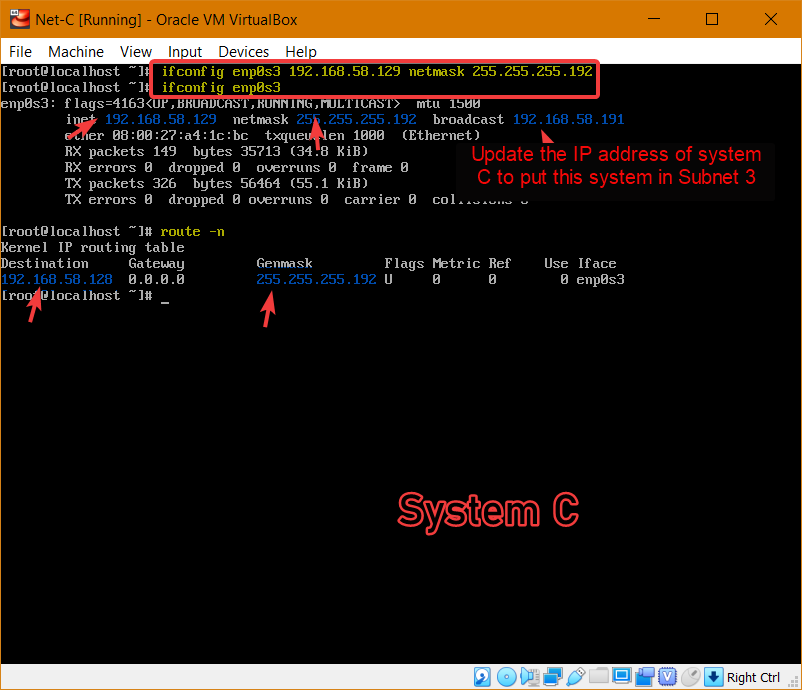 Net-C [Running] - Oracle VM VirtualBox
File Machine View Input Devices Help
[root@localhost ~]# ifconfig enp0s3 192.168.58.129 netmask 255.255.255.192
[root@localhost ~]# ifconfig enp0s3
enp0s3: flags=4163<UP,BROADCAST,RUNNING,MULTICAST> mtu 1500
inet 192.168.58.129 netmask 255.255.255.192 broadcast 192.168.58.191
ether 08:00:27:a4:1c:bc txqueuelen 1000 (Ethernet)
RX packets 149 bytes 35713 (34.8 KiB)
RX errors 0 dropped 0 overruns 0 frame 0
TX packets 326 bytes 56464 (55.1 KiB)
TX errors 0 dropped 0 overruns 0 carrier 0 collisions 0
Update the IP address of system
C to put this system in Subnet 3
[root@localhost ~]# route -n
Kernel IP routing table
Destination Gateway Genmask Flags Metric Ref Use Iface
192.168.58.128 0.0.0.0 255.255.255.192 U 0 0 0 enp0s3
[root@localhost ~]# _
System C
Right Ctrl